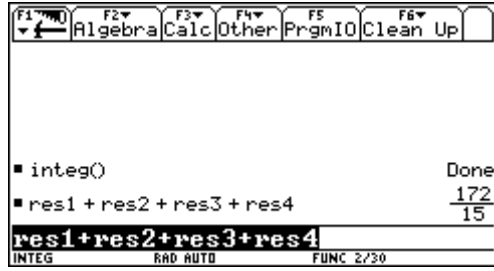 F1 F2 F3 F4 F5 F6
Algebra Calc Other PrgmIO Clean Up
integ() Done
res1 + res2 + res3 + res4 172/15
res1+res2+res3+res4
INTEG RAD AUTO FUNC 2/30